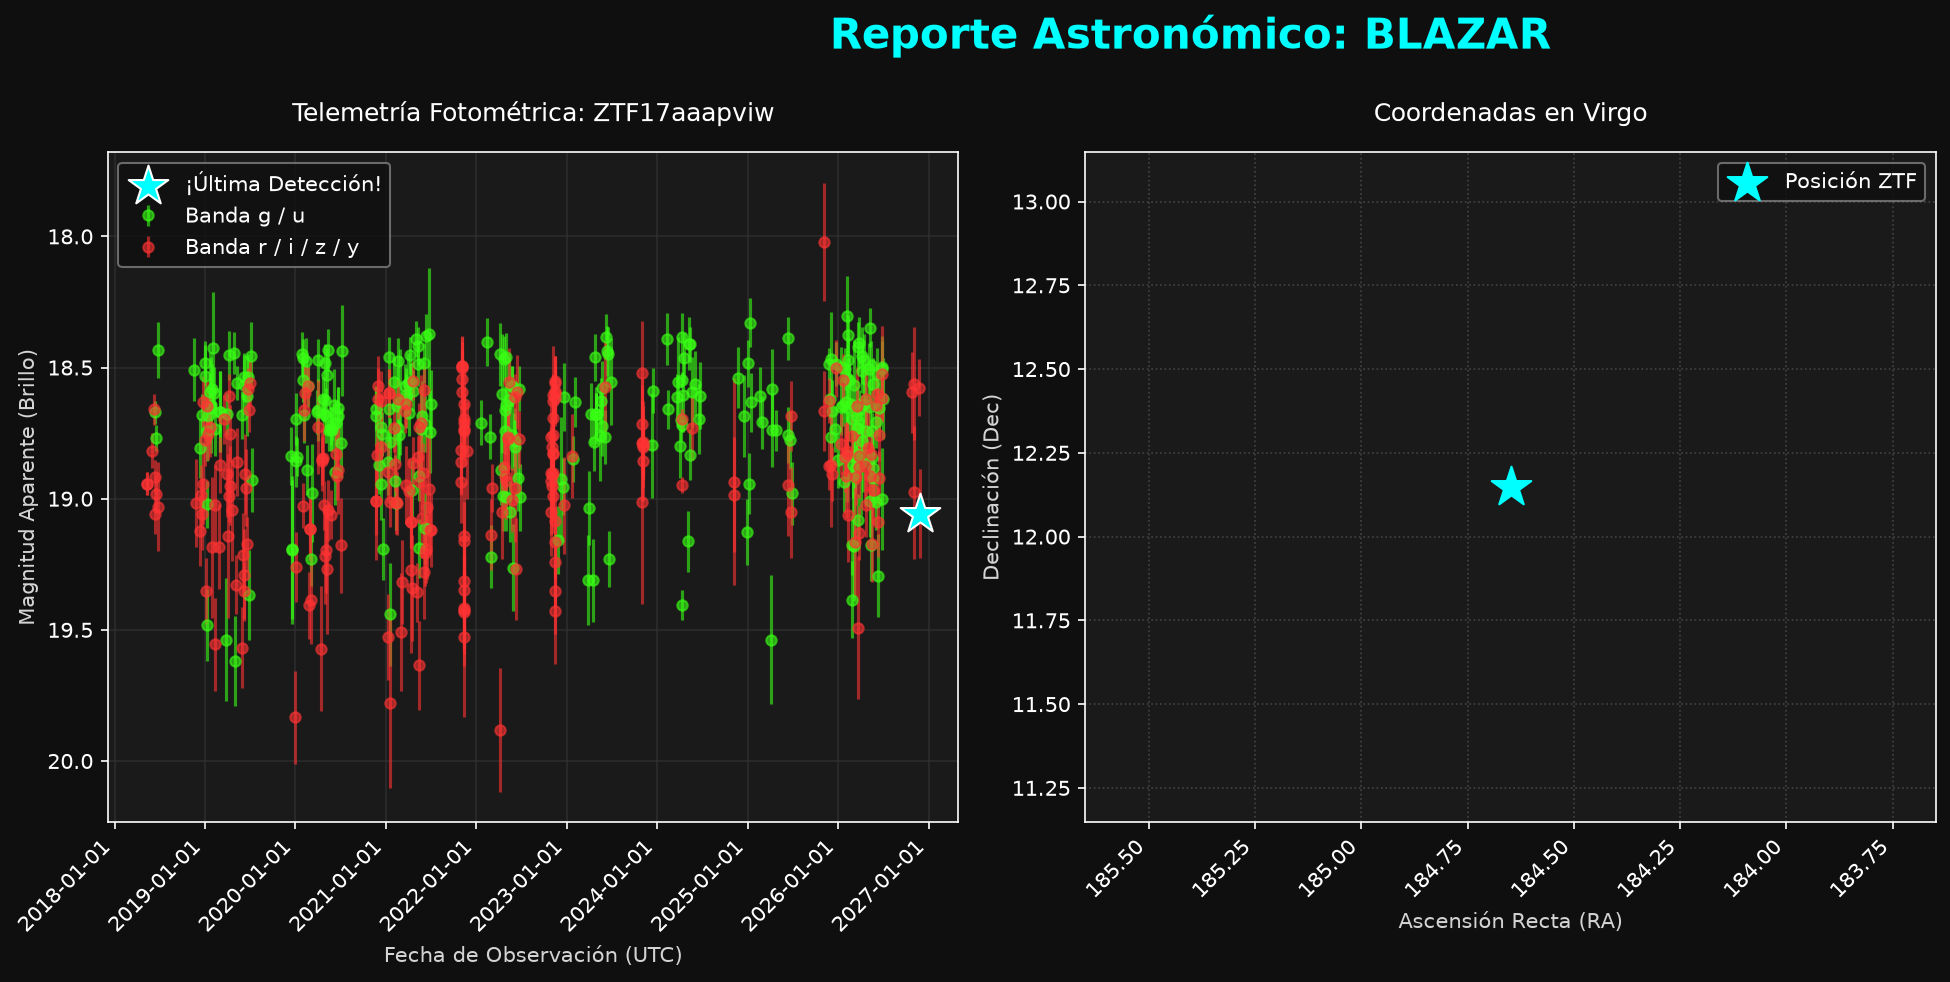 Reporte Astronómico: BLAZAR
Telemetría Fotométrica: ZTF17aaapviw
¡Última Detección!
Banda g / u
Banda r / i / z / y
Magnitud Aparente (Brillo)
18.0
18.5
19.0
19.5
20.0
2018-01-01
2019-01-01
2020-01-01
2021-01-01
2022-01-01
2023-01-01
2024-01-01
2025-01-01
2026-01-01
2027-01-01
Fecha de Observación (UTC)
Coordenadas en Virgo
Posición ZTF
Declinación (Dec)
13.00
12.75
12.50
12.25
12.00
11.75
11.50
11.25
185.50
185.25
185.00
184.75
184.50
184.25
184.00
183.75
Ascensión Recta (RA)